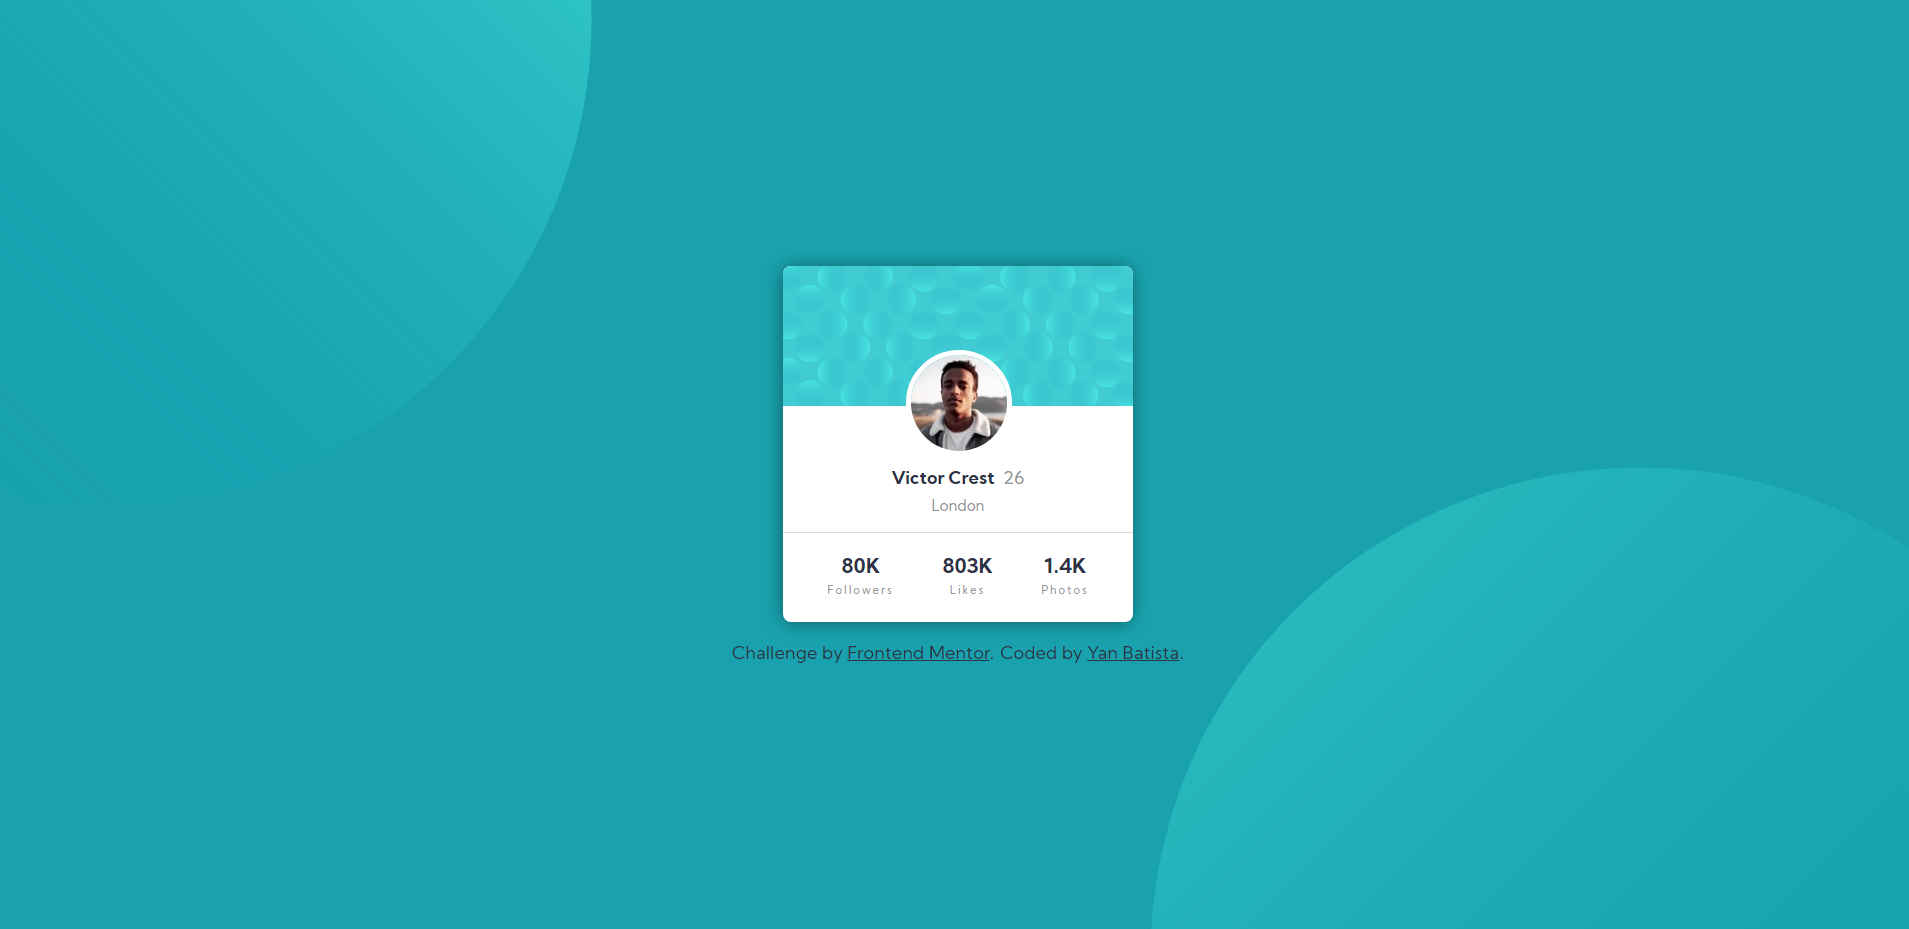 Victor Crest 26
London
80K 803K 1.4K
Followers Likes Photos
Challenge by Frontend Mentor. Coded by Yan Batista.